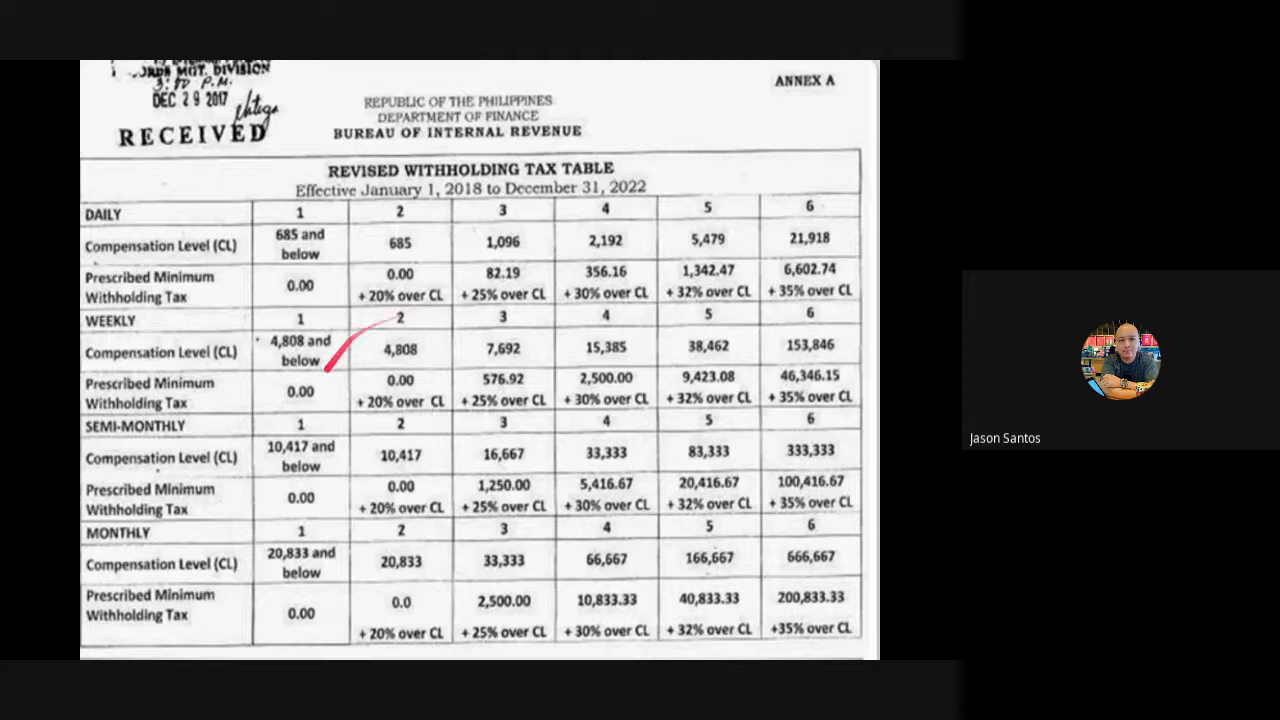 RDS MGT. DIVISION
3:50 P.M.
DEC 29 2017
RECEIVED
ANNEX A
REPUBLIC OF THE PHILIPPINES
DEPARTMENT OF FINANCE
BUREAU OF INTERNAL REVENUE
REVISED WITHHOLDING TAX TABLE
Effective January 1, 2018 to December 31, 2022
DAILY 1 2 3 4 5 6
Compensation Level (CL) 685 and below 685 1,096 2,192 5,479 21,918
Prescribed Minimum Withholding Tax 0.00 0.00 +20% over CL 82.19 +25% over CL 356.16 +30% over CL 1,342.47 +32% over CL 6,602.74 +35% over CL
WEEKLY 1 2 3 4 5 6
Compensation Level (CL) 4,808 and below 4,808 7,692 15,385 38,462 153,846
Prescribed Minimum Withholding Tax 0.00 0.00 +20% over CL 576.92 +25% over CL 2,500.00 +30% over CL 9,423.08 +32% over CL 46,346.15 +35% over CL
SEMI-MONTHLY 1 2 3 4 5 6
Compensation Level (CL) 10,417 and below 10,417 16,667 33,333 83,333 333,333
Prescribed Minimum Withholding Tax 0.00 0.00 +20% over CL 1,250.00 +25% over CL 5,416.67 +30% over CL 20,416.67 +32% over CL 100,416.67 +35% over CL
MONTHLY 1 2 3 4 5 6
Compensation Level (CL) 20,833 and below 20,833 33,333 66,667 166,667 666,667
Prescribed Minimum Withholding Tax 0.00 0.0 +20% over CL 2,500.00 +25% over CL 10,833.33 +30% over CL 40,833.33 +32% over CL 200,833.33 +35% over CL
Jason Santos